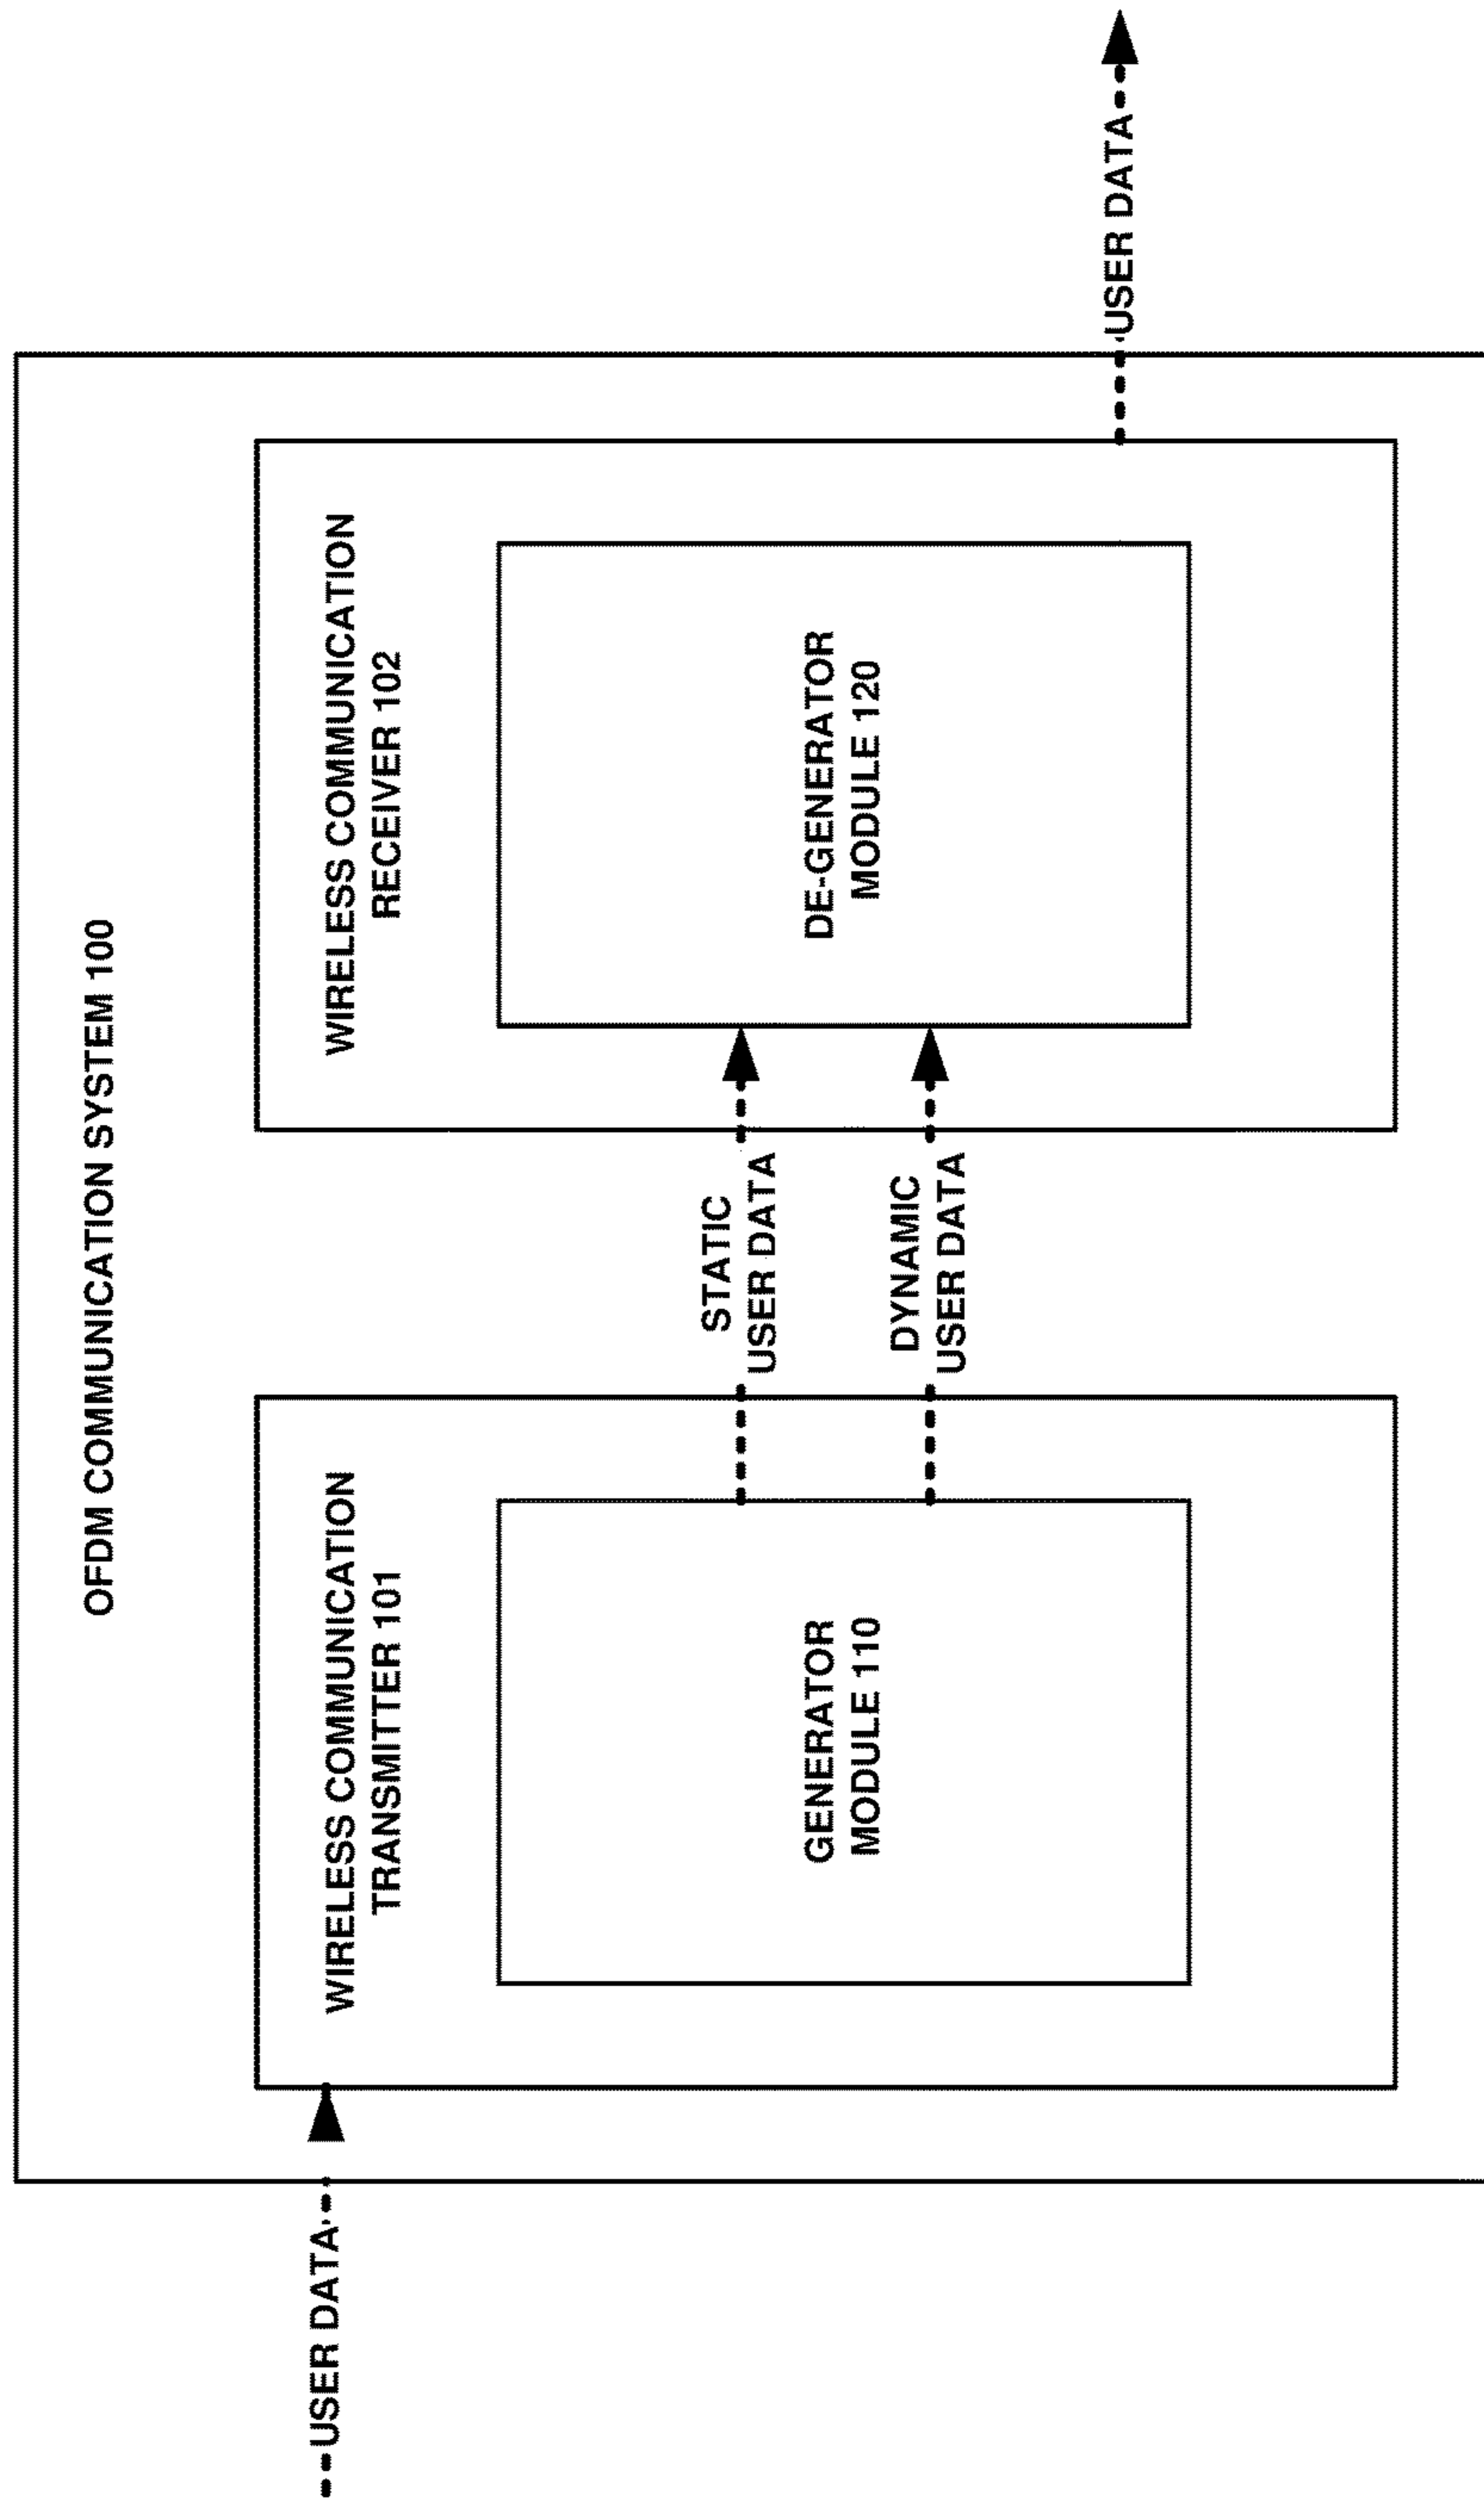 OFDM COMMUNICATION SYSTEM 100
USER DATA
WIRELESS COMMUNICATION
TRANSMITTER 101
GENERATOR
MODULE 110
STATIC
USER DATA
DYNAMIC
USER DATA
WIRELESS COMMUNICATION
RECEIVER 102
DE-GENERATOR
MODULE 120
USER DATA